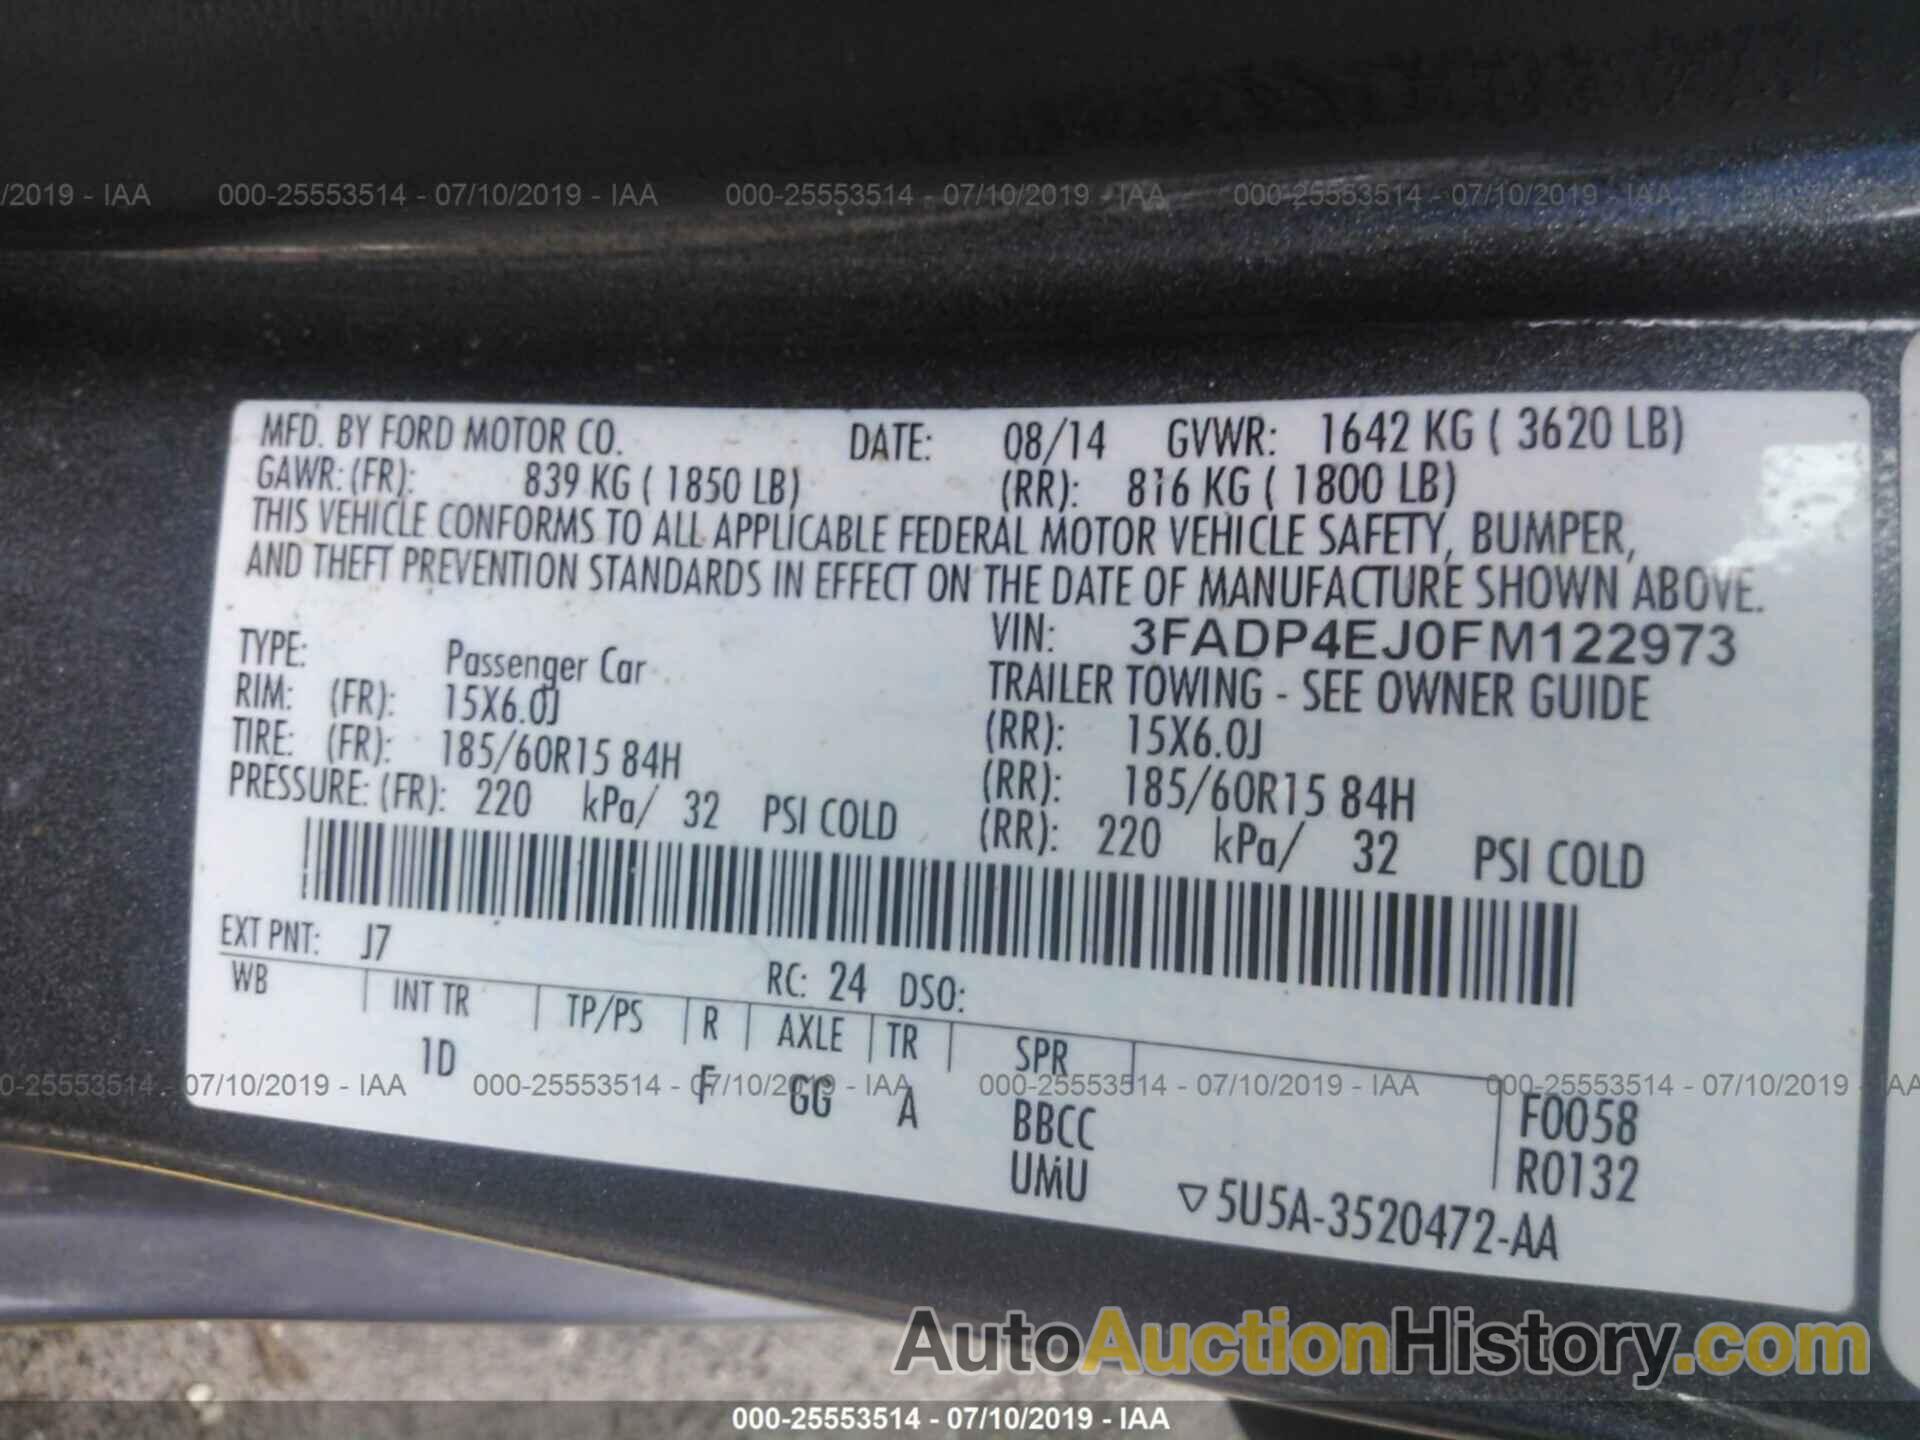 /2019 - IAA 000-25553514 - 07/10/2019 - IAA 000-25553514 - 07/10/2019 - IAA 000-25553514 - 07/10/2019 - IAA
MFD. BY FORD MOTOR CO. DATE: 08/14 GVWR: 1642 KG ( 3620 LB)
GAWR: (FR): 839 KG ( 1850 LB) (RR): 816 KG ( 1800 LB)
THIS VEHICLE CONFORMS TO ALL APPLICABLE FEDERAL MOTOR VEHICLE SAFETY, BUMPER,
AND THEFT PREVENTION STANDARDS IN EFFECT ON THE DATE OF MANUFACTURE SHOWN ABOVE.
VIN: 3FADP4EJ0FM122973
TYPE: Passenger Car TRAILER TOWING - SEE OWNER GUIDE
RIM: (FR): 15X6.0J (RR): 15X6.0J
TIRE: (FR): 185/60R15 84H (RR): 185/60R15 84H
PRESSURE: (FR): 220 kPa/ 32 PSI COLD (RR): 220 kPa/ 32 PSI COLD
EXT PNT: J7 RC: 24 DSO:
WB INT TR TP/PS R AXLE TR SPR
1D F GG A BBCC F0058
UMU R0132
▽5U5A-3520472-AA
0-25553514 - 07/10/2019 - IAA 000-25553514 - 07/10/2019 - IAA 000-25553514 - 07/10/2019 - IAA 000-25553514 - 07/10/2019 - IAA
AutoAuctionHistory.com
000-25553514 - 07/10/2019 - IAA